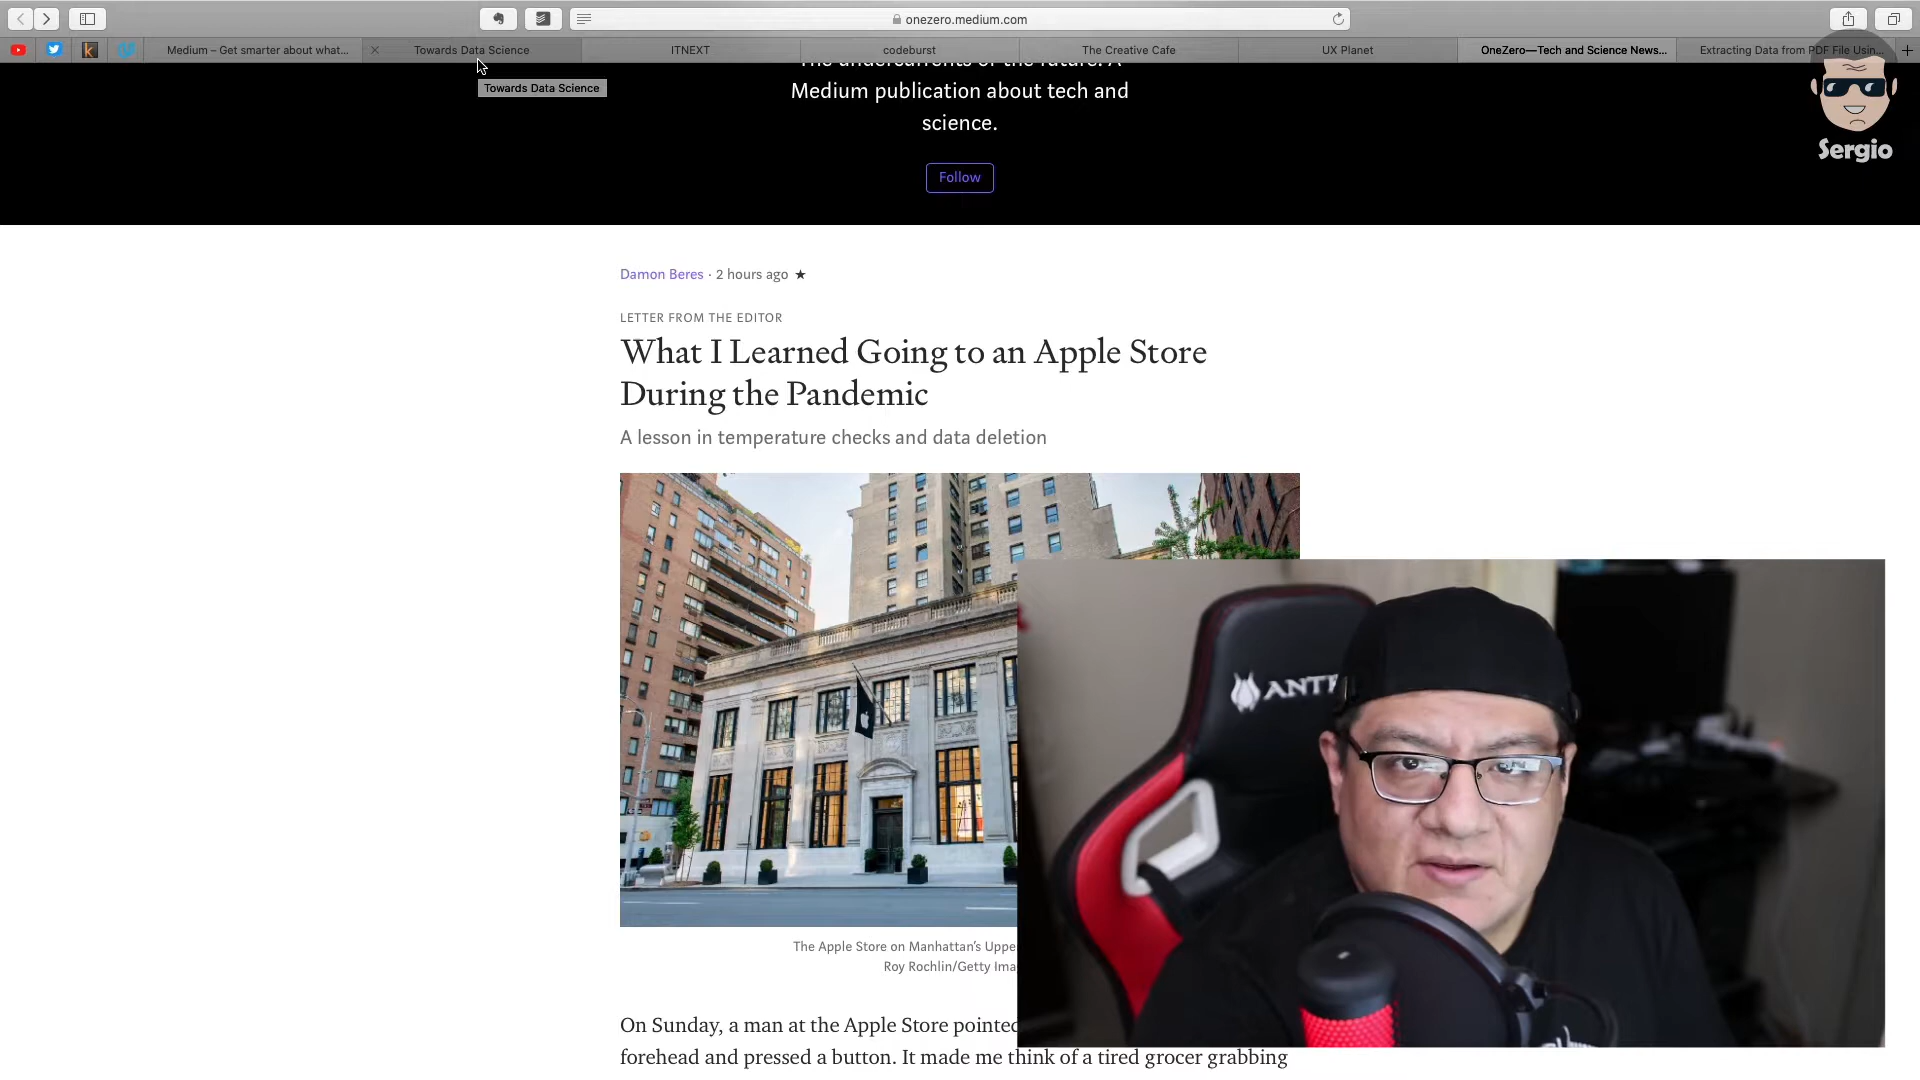 onezero.medium.com
Medium – Get smarter about what...
Towards Data Science
ITNEXT
codeburst
The Creative Cafe
UX Planet
OneZero—Tech and Science News...
Extracting Data from PDF File Usin...
Towards Data Science
The undercurrents of the future. A
Medium publication about tech and
science.
Follow
Sergio
Damon Beres · 2 hours ago ★
LETTER FROM THE EDITOR
What I Learned Going to an Apple Store
During the Pandemic
A lesson in temperature checks and data deletion
ANT
The Apple Store on Manhattan’s Uppe
Roy Rochlin/Getty Ima
On Sunday, a man at the Apple Store pointed
forehead and pressed a button. It made me think of a tired grocer grabbing